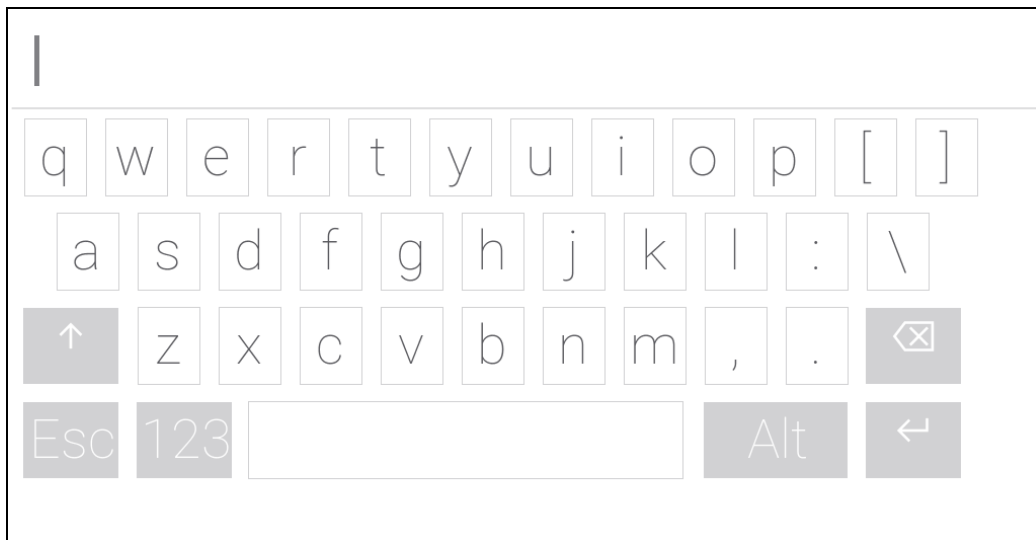 q w e r t y u i o p [ ]
a s d f g h j k l : \
↑ z x c v b n m , . ⌫
Esc 123 Alt ↵